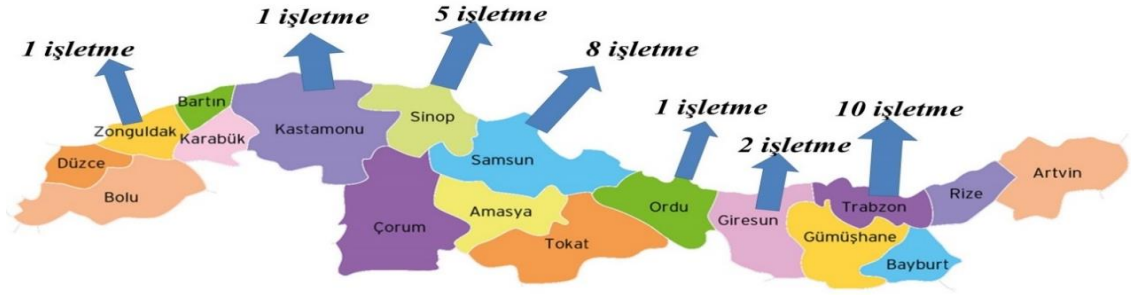 1 işletme
1 işletme
5 işletme
8 işletme
1 işletme
2 işletme
10 işletme
Bartın
Zonguldak
Karabük
Kastamonu
Sinop
Samsun
Düzce
Bolu
Çorum
Amasya
Tokat
Ordu
Giresun
Trabzon
Rize
Artvin
Gümüşhane
Bayburt